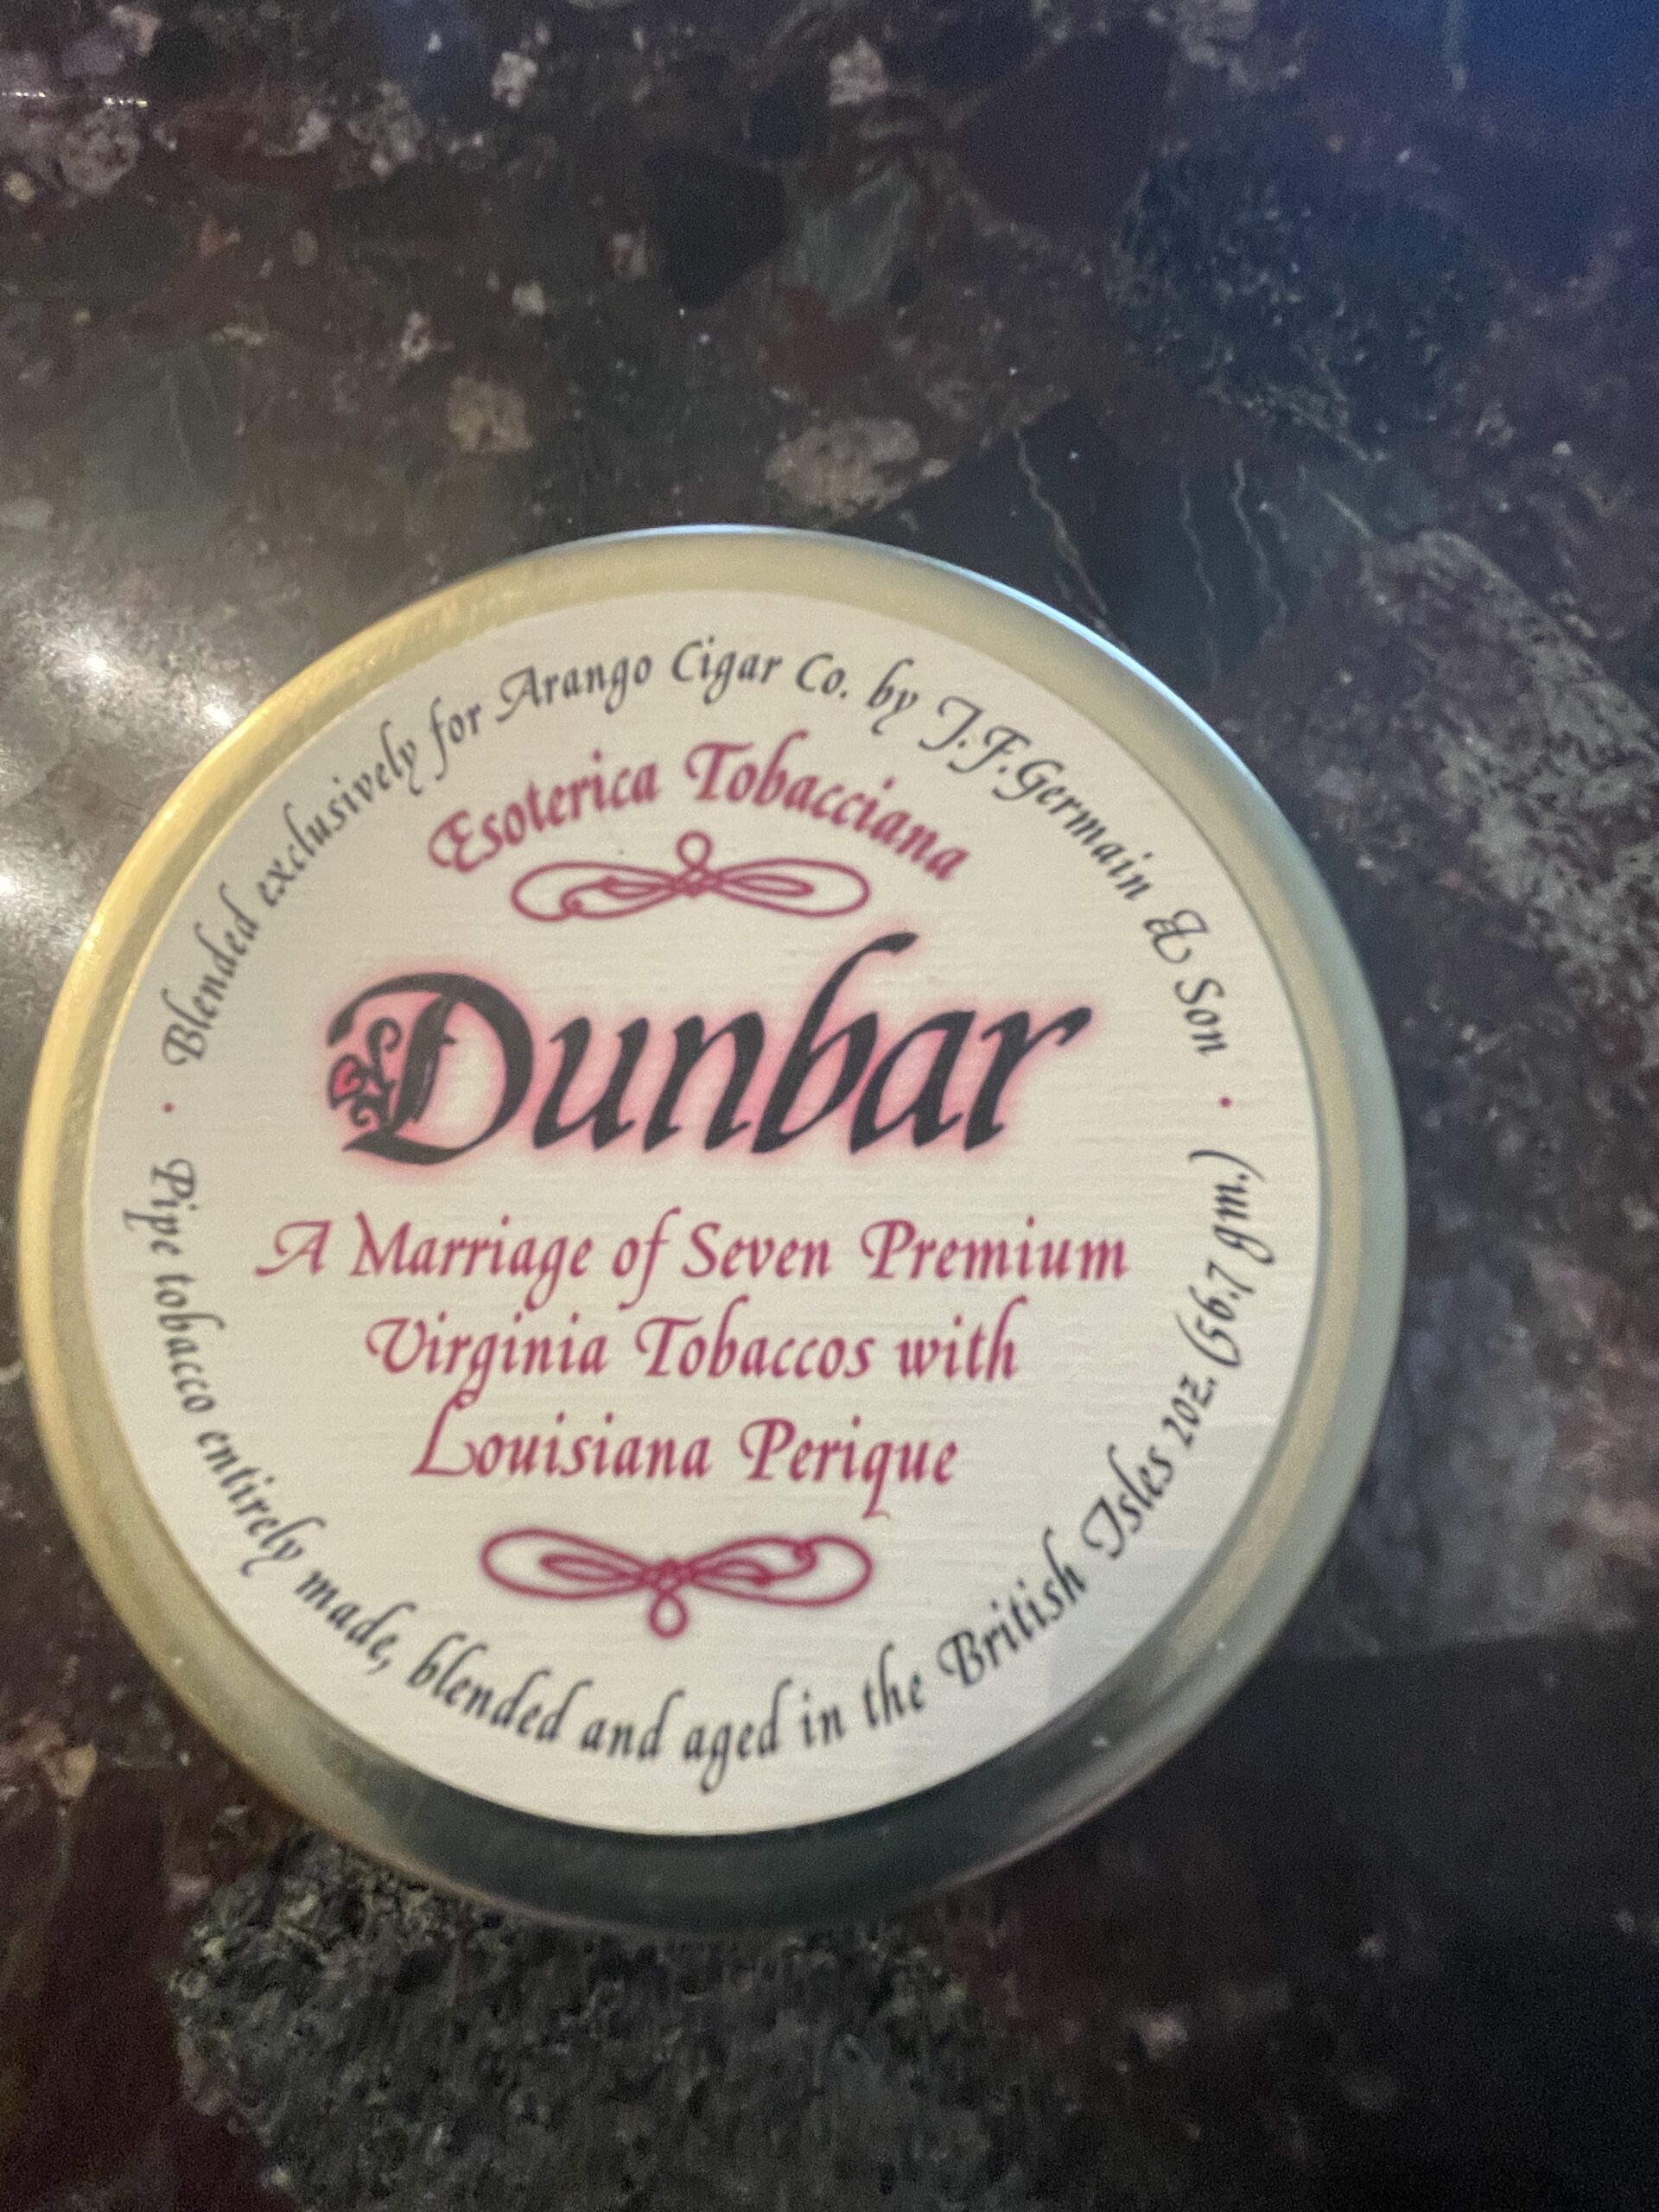 Blended exclusively for Arango Cigar Co. by J.F. Germain & Son
Esoterica Tobacciana
Dunbar
A Marriage of Seven Premium
Virginia Tobaccos with
Louisiana Perique
Pipe tobacco entirely made, blended and aged in the British Isles 2oz. (56.7 gm.)